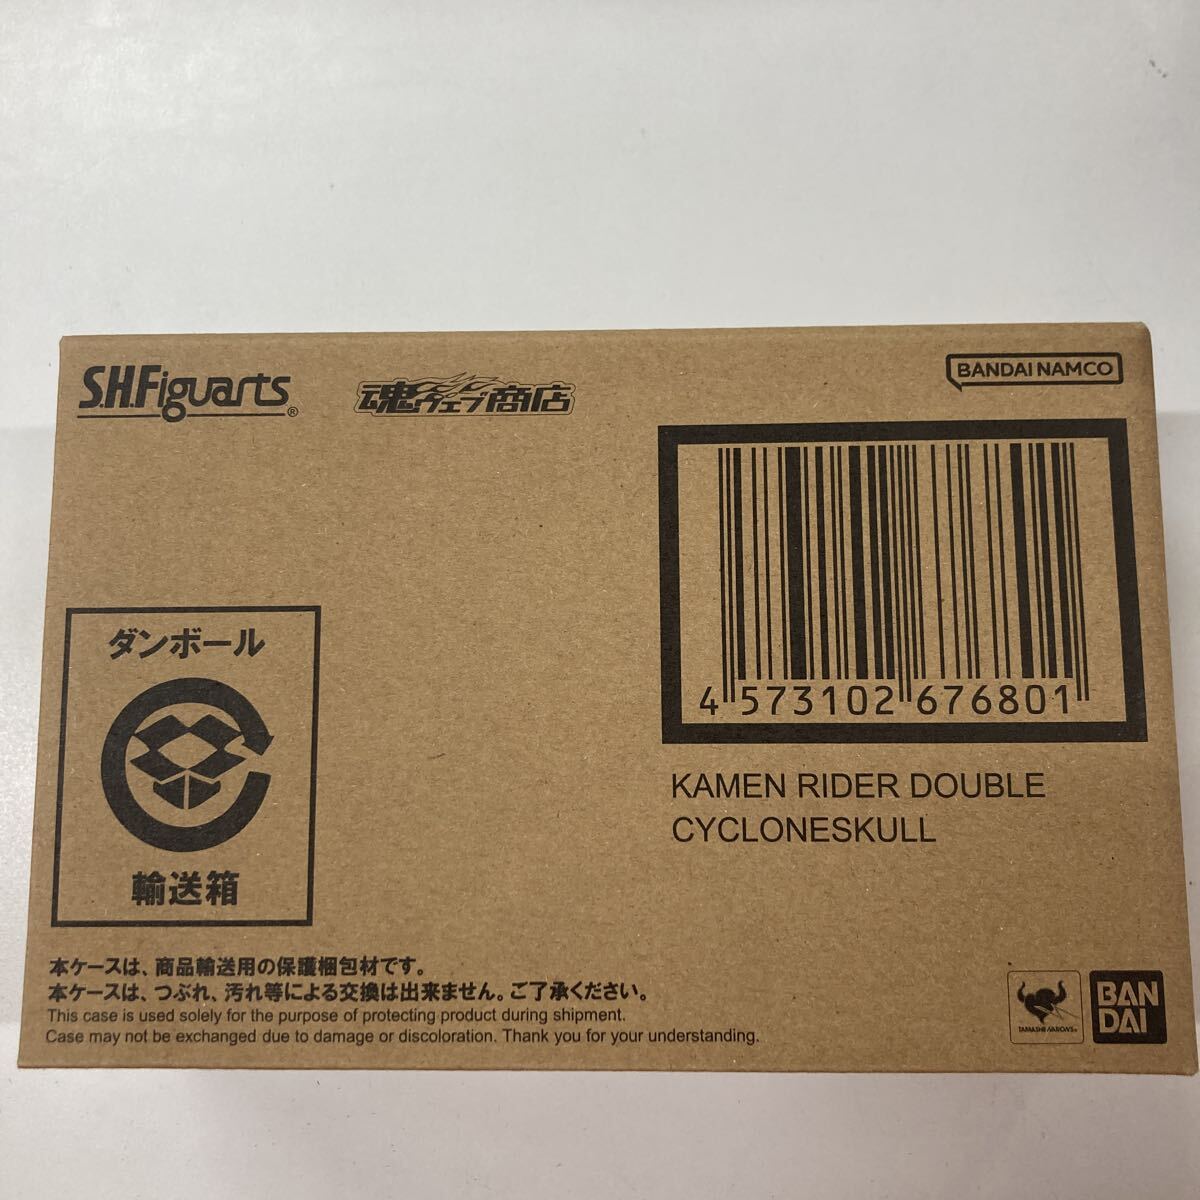 S.H.Figuarts®
魂ウェブ商店
BANDAI NAMCO
4 573102 676801
KAMEN RIDER DOUBLE
CYCLONESKULL
ダンボール
輸送箱
本ケースは、商品輸送用の保護梱包材です。
本ケースは、つぶれ、汚れ等による交換は出来ません。ご了承ください。
This case is used solely for the purpose of protecting product during shipment.
Case may not be exchanged due to damage or discoloration. Thank you for your understanding.
TAMASHII NATIONS
BAN
DAI